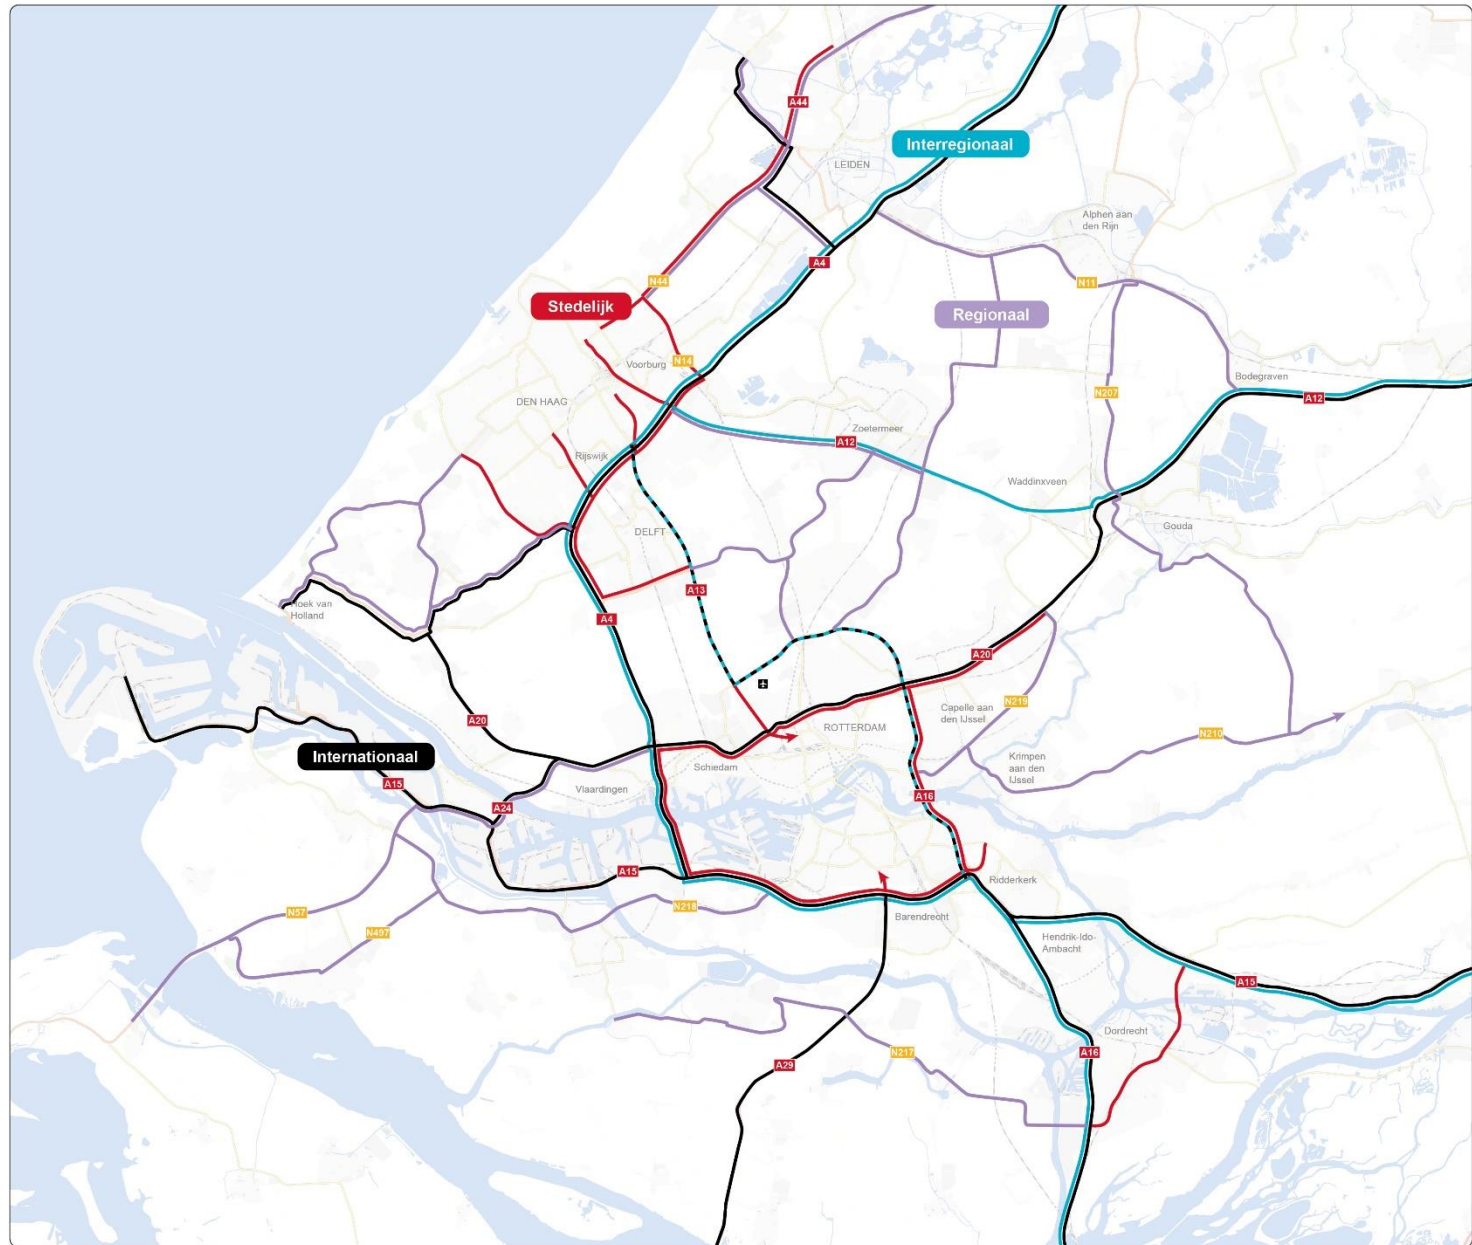 A44
Interregionaal
LEIDEN
Alphen aan
den Rijn
A4
N44
N11
Stedelijk
Regionaal
N14
Voorburg
Bodegraven
N207
A12
DEN HAAG
Zoetermeer
A12
Rijswijk
Waddinxveen
Gouda
DELFT
A13
Hoek van
Holland
A4
A20
N219
Capelle aan
den IJssel
A20
ROTTERDAM
N210
Internationaal
Schiedam
Krimpen
aan den
IJssel
A15
Vlaardingen
A24
A16
A15
Ridderkerk
N218
N57
Barendrecht
N497
Hendrik-Ido-
Ambacht
A15
Dordrecht
A29
N217
A16